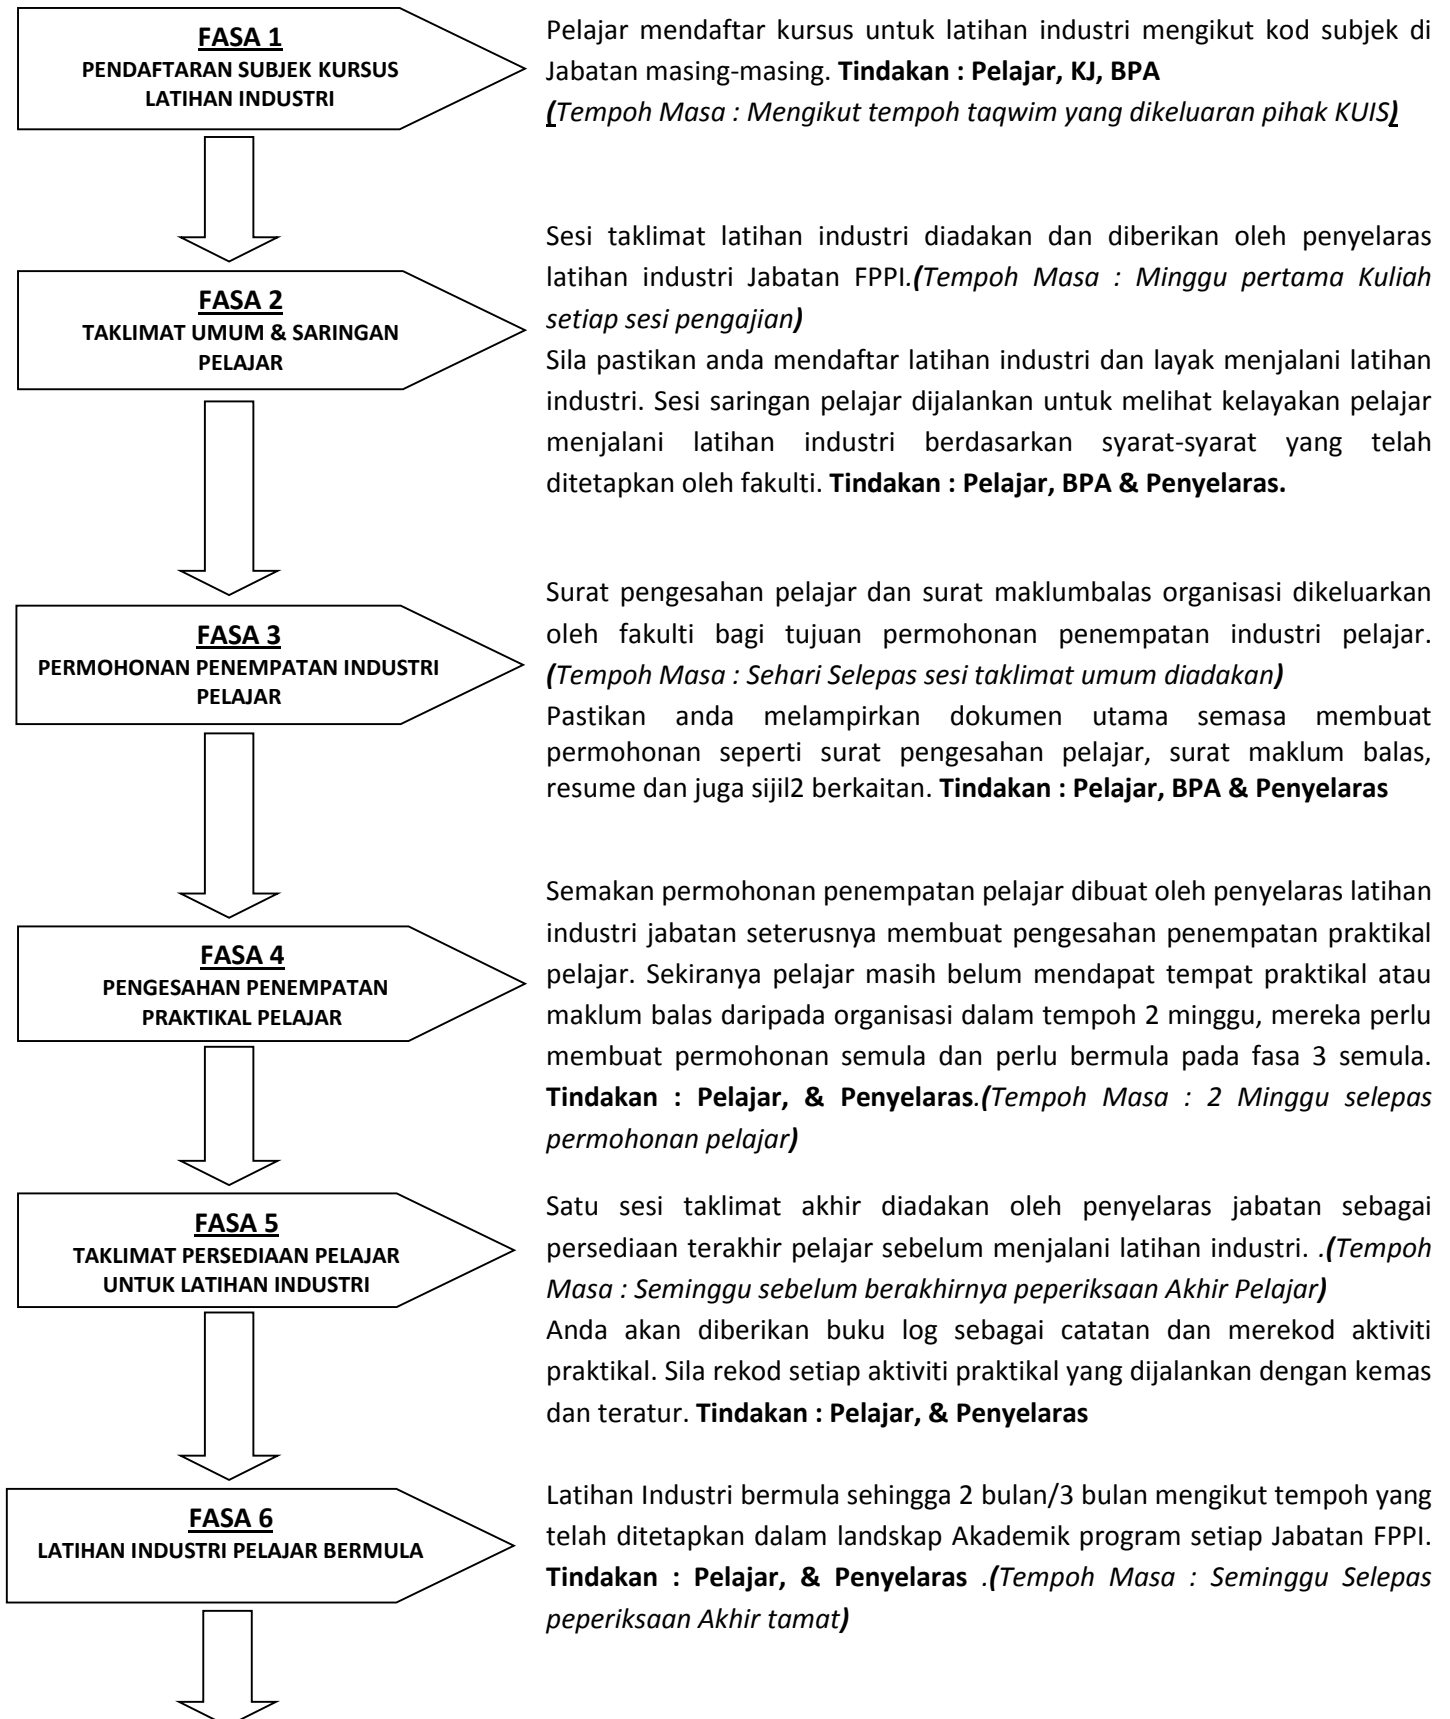 FASA 1
PENDAFTARAN SUBJEK KURSUS
LATIHAN INDUSTRI
Pelajar mendaftar kursus untuk latihan industri mengikut kod subjek di
Jabatan masing-masing. Tindakan : Pelajar, KJ, BPA
(Tempoh Masa : Mengikut tempoh taqwim yang dikeluaran pihak KUIS)
FASA 2
TAKLIMAT UMUM & SARINGAN
PELAJAR
Sesi taklimat latihan industri diadakan dan diberikan oleh penyelaras
latihan industri Jabatan FPPI.(Tempoh Masa : Minggu pertama Kuliah
setiap sesi pengajian)
Sila pastikan anda mendaftar latihan industri dan layak menjalani latihan
industri. Sesi saringan pelajar dijalankan untuk melihat kelayakan pelajar
menjalani latihan industri berdasarkan syarat-syarat yang telah
ditetapkan oleh fakulti. Tindakan : Pelajar, BPA & Penyelaras.
FASA 3
PERMOHONAN PENEMPATAN INDUSTRI
PELAJAR
Surat pengesahan pelajar dan surat maklumbalas organisasi dikeluarkan
oleh fakulti bagi tujuan permohonan penempatan industri pelajar.
(Tempoh Masa : Sehari Selepas sesi taklimat umum diadakan)
Pastikan anda melampirkan dokumen utama semasa membuat
permohonan seperti surat pengesahan pelajar, surat maklum balas,
resume dan juga sijil2 berkaitan. Tindakan : Pelajar, BPA & Penyelaras
FASA 4
PENGESAHAN PENEMPATAN
PRAKTIKAL PELAJAR
Semakan permohonan penempatan pelajar dibuat oleh penyelaras latihan
industri jabatan seterusnya membuat pengesahan penempatan praktikal
pelajar. Sekiranya pelajar masih belum mendapat tempat praktikal atau
maklum balas daripada organisasi dalam tempoh 2 minggu, mereka perlu
membuat permohonan semula dan perlu bermula pada fasa 3 semula.
Tindakan : Pelajar, & Penyelaras.(Tempoh Masa : 2 Minggu selepas
permohonan pelajar)
FASA 5
TAKLIMAT PERSEDIAAN PELAJAR
UNTUK LATIHAN INDUSTRI
Satu sesi taklimat akhir diadakan oleh penyelaras jabatan sebagai
persediaan terakhir pelajar sebelum menjalani latihan industri. .(Tempoh
Masa : Seminggu sebelum berakhirnya peperiksaan Akhir Pelajar)
Anda akan diberikan buku log sebagai catatan dan merekod aktiviti
praktikal. Sila rekod setiap aktiviti praktikal yang dijalankan dengan kemas
dan teratur. Tindakan : Pelajar, & Penyelaras
FASA 6
LATIHAN INDUSTRI PELAJAR BERMULA
Latihan Industri bermula sehingga 2 bulan/3 bulan mengikut tempoh yang
telah ditetapkan dalam landskap Akademik program setiap Jabatan FPPI.
Tindakan : Pelajar, & Penyelaras .(Tempoh Masa : Seminggu Selepas
peperiksaan Akhir tamat)